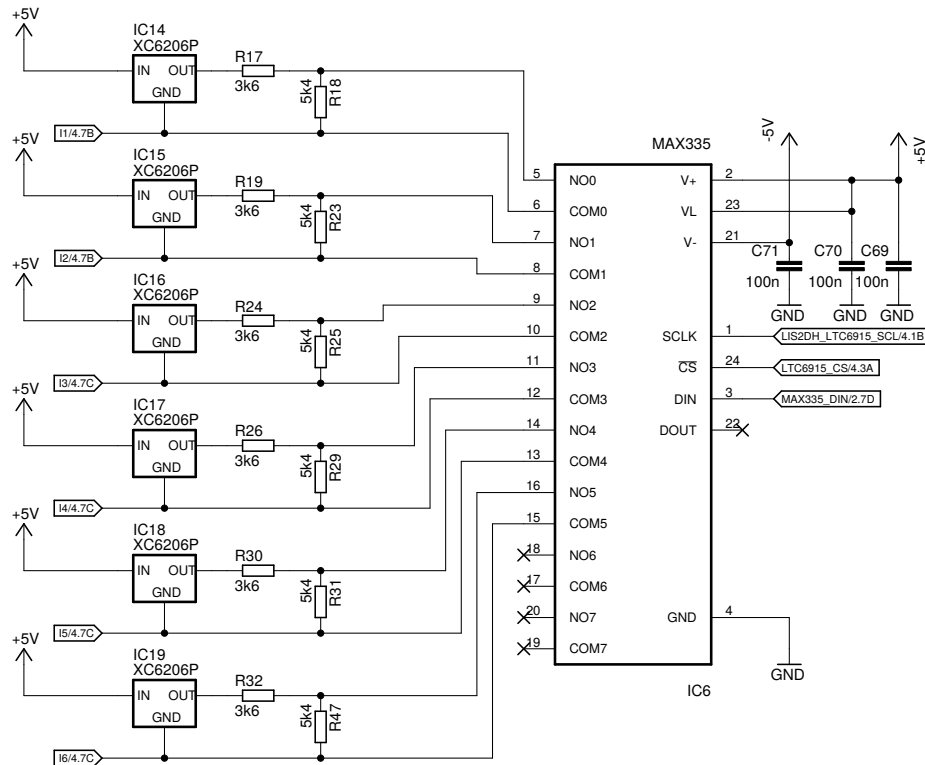 +5V
IC14
XC6206P
IN OUT
GND
R17
3k6
5k4
R18
I1/4.7B
+5V
IC15
XC6206P
IN OUT
GND
R19
3k6
5k4
R23
I2/4.7B
+5V
IC16
XC6206P
IN OUT
GND
R24
3k6
5k4
R25
I3/4.7C
+5V
IC17
XC6206P
IN OUT
GND
R26
3k6
5k4
R29
I4/4.7C
+5V
IC18
XC6206P
IN OUT
GND
R30
3k6
5k4
R31
I5/4.7C
+5V
IC19
XC6206P
IN OUT
GND
R32
3k6
5k4
R47
I6/4.7C
MAX335
5 NO0
6 COM0
7 NO1
8 COM1
9 NO2
10 COM2
11 NO3
12 COM3
14 NO4
13 COM4
16 NO5
15 COM5
18 NO6
17 COM6
20 NO7
19 COM7
V+ 2
VL 23
V- 21
SCLK 1
CS 24
DIN 3
DOUT 22
GND 4
IC6
-5V
+5V
C71
100n
GND
C70
100n
GND
C69
100n
GND
LIS2DH_LTC6915_SCL/4.1B
LTC6915_CS/4.3A
MAX335_DIN/2.7D
GND